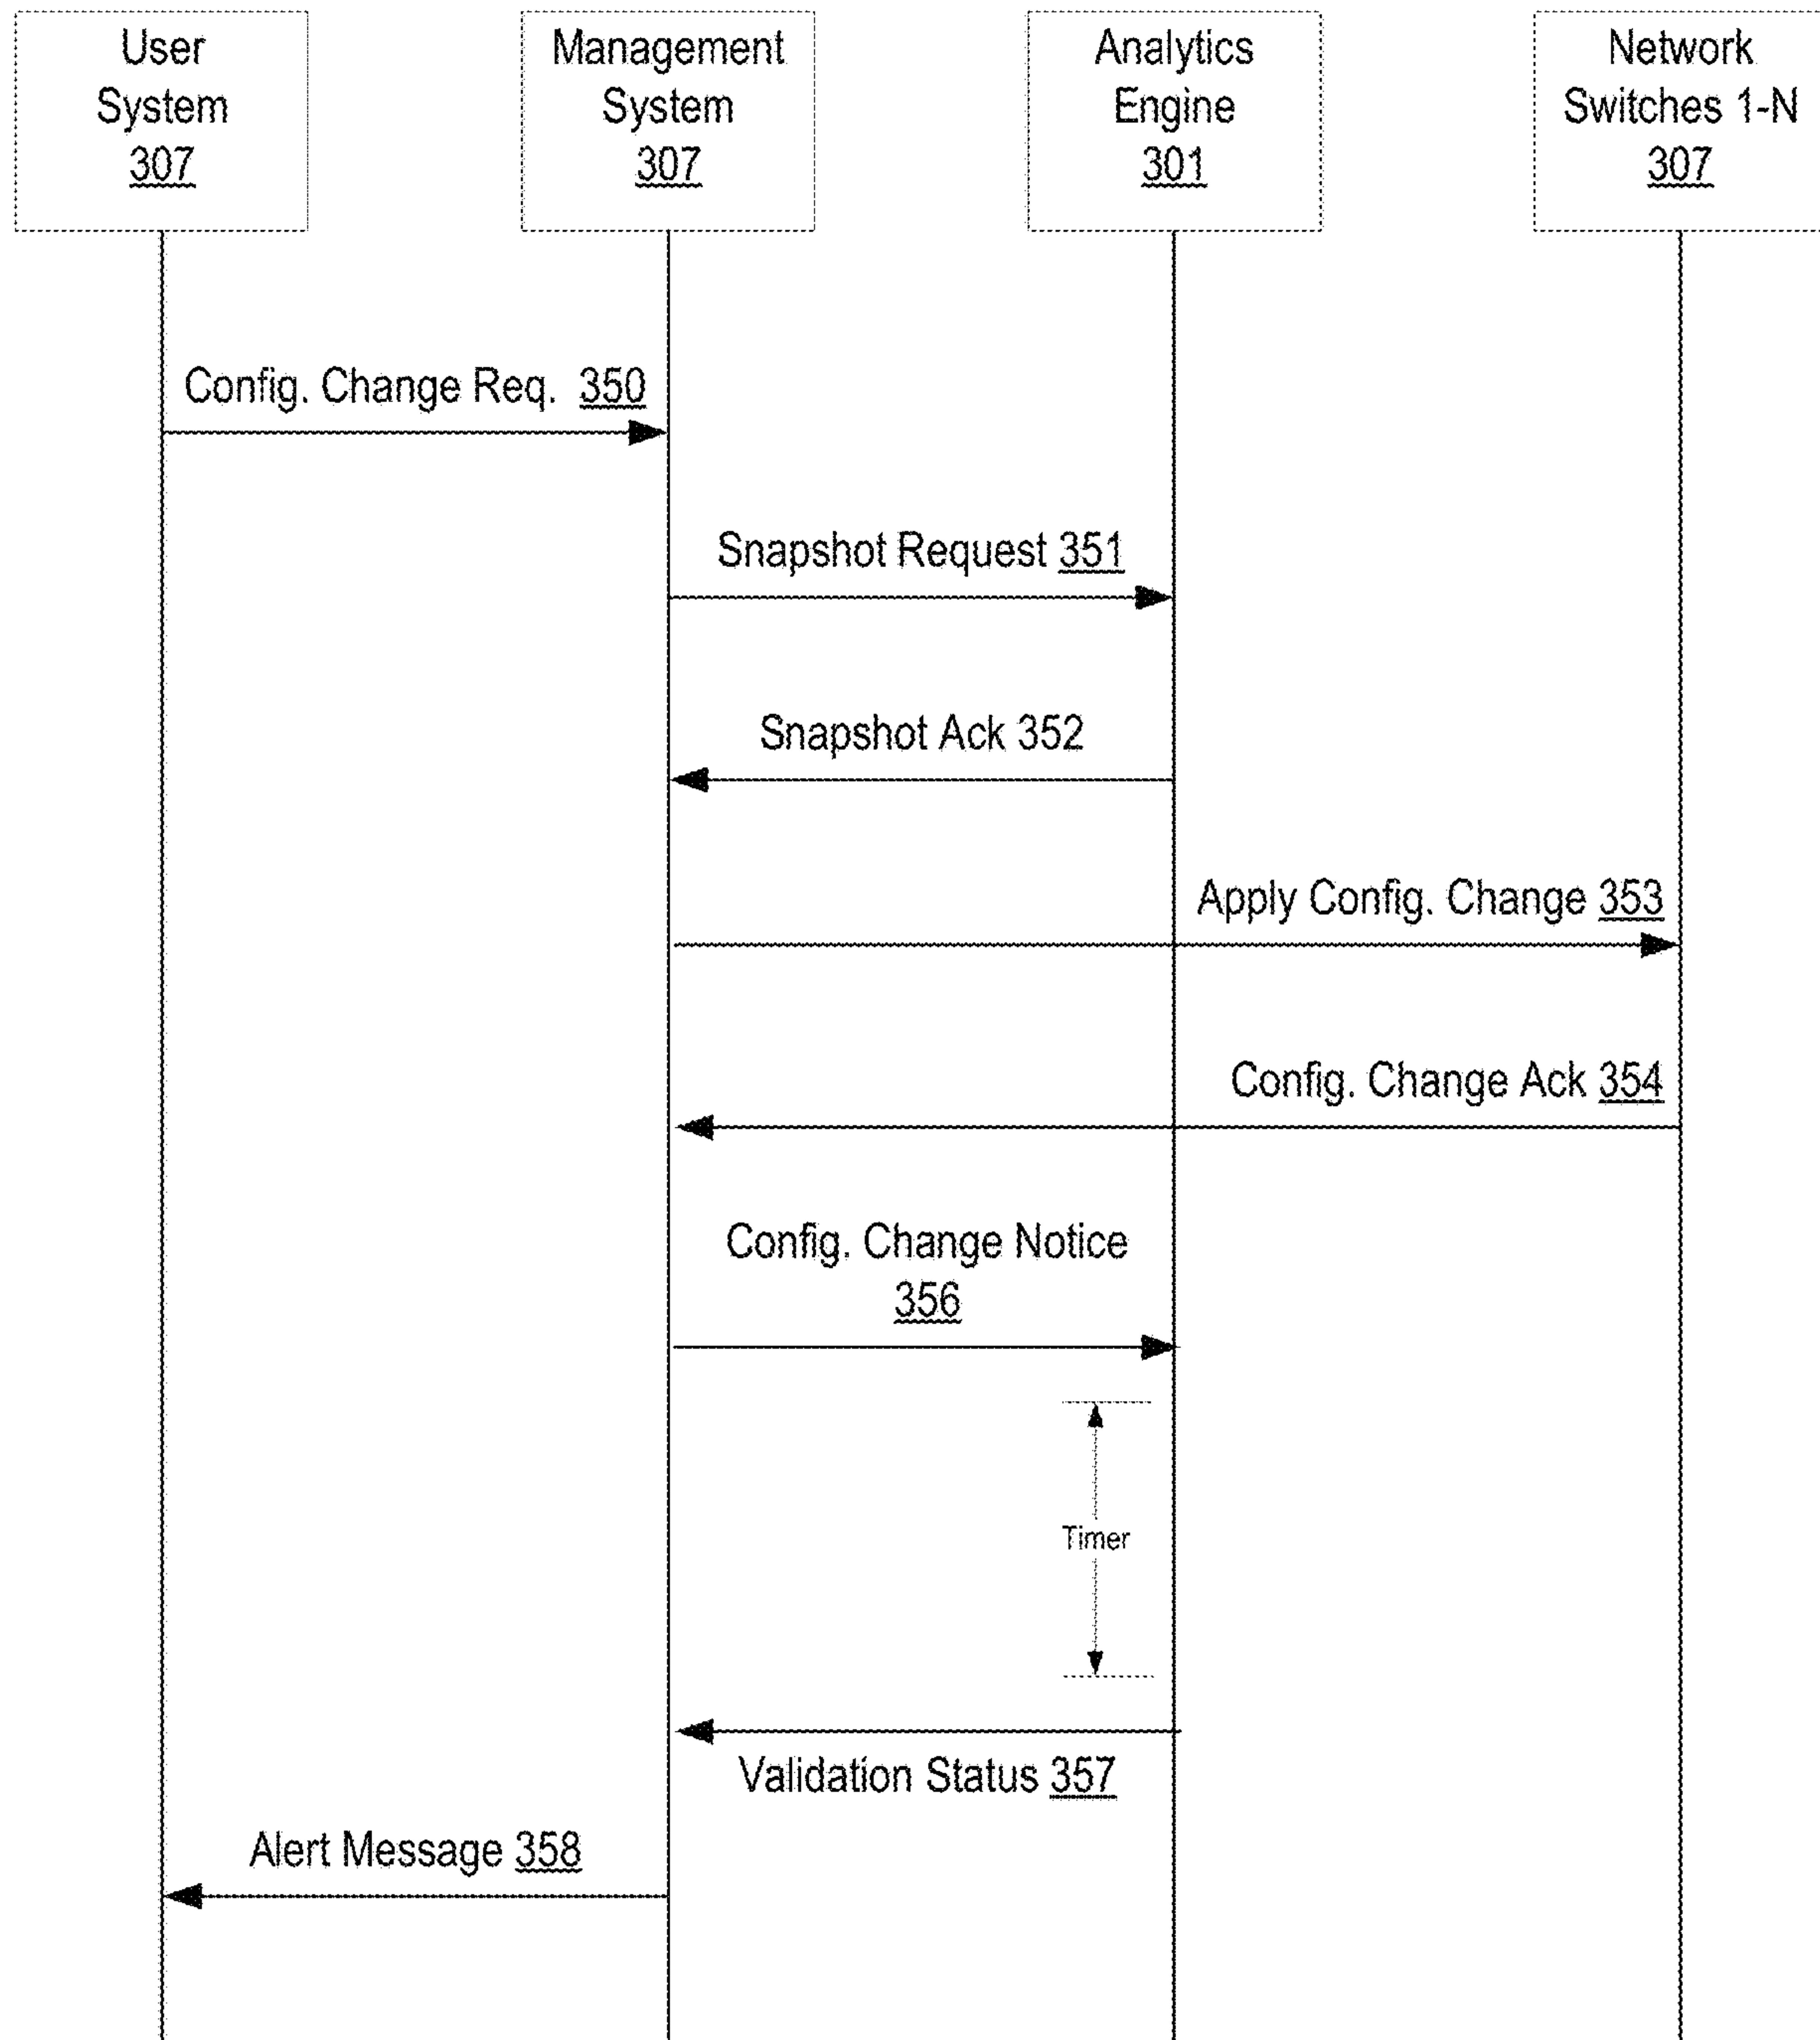 User
System
307
Management
System
307
Analytics
Engine
301
Network
Switches 1-N
307
Config. Change Req. 350
Snapshot Request 351
Snapshot Ack 352
Apply Config. Change 353
Config. Change Ack 354
Config. Change Notice
356
Timer
Validation Status 357
Alert Message 358